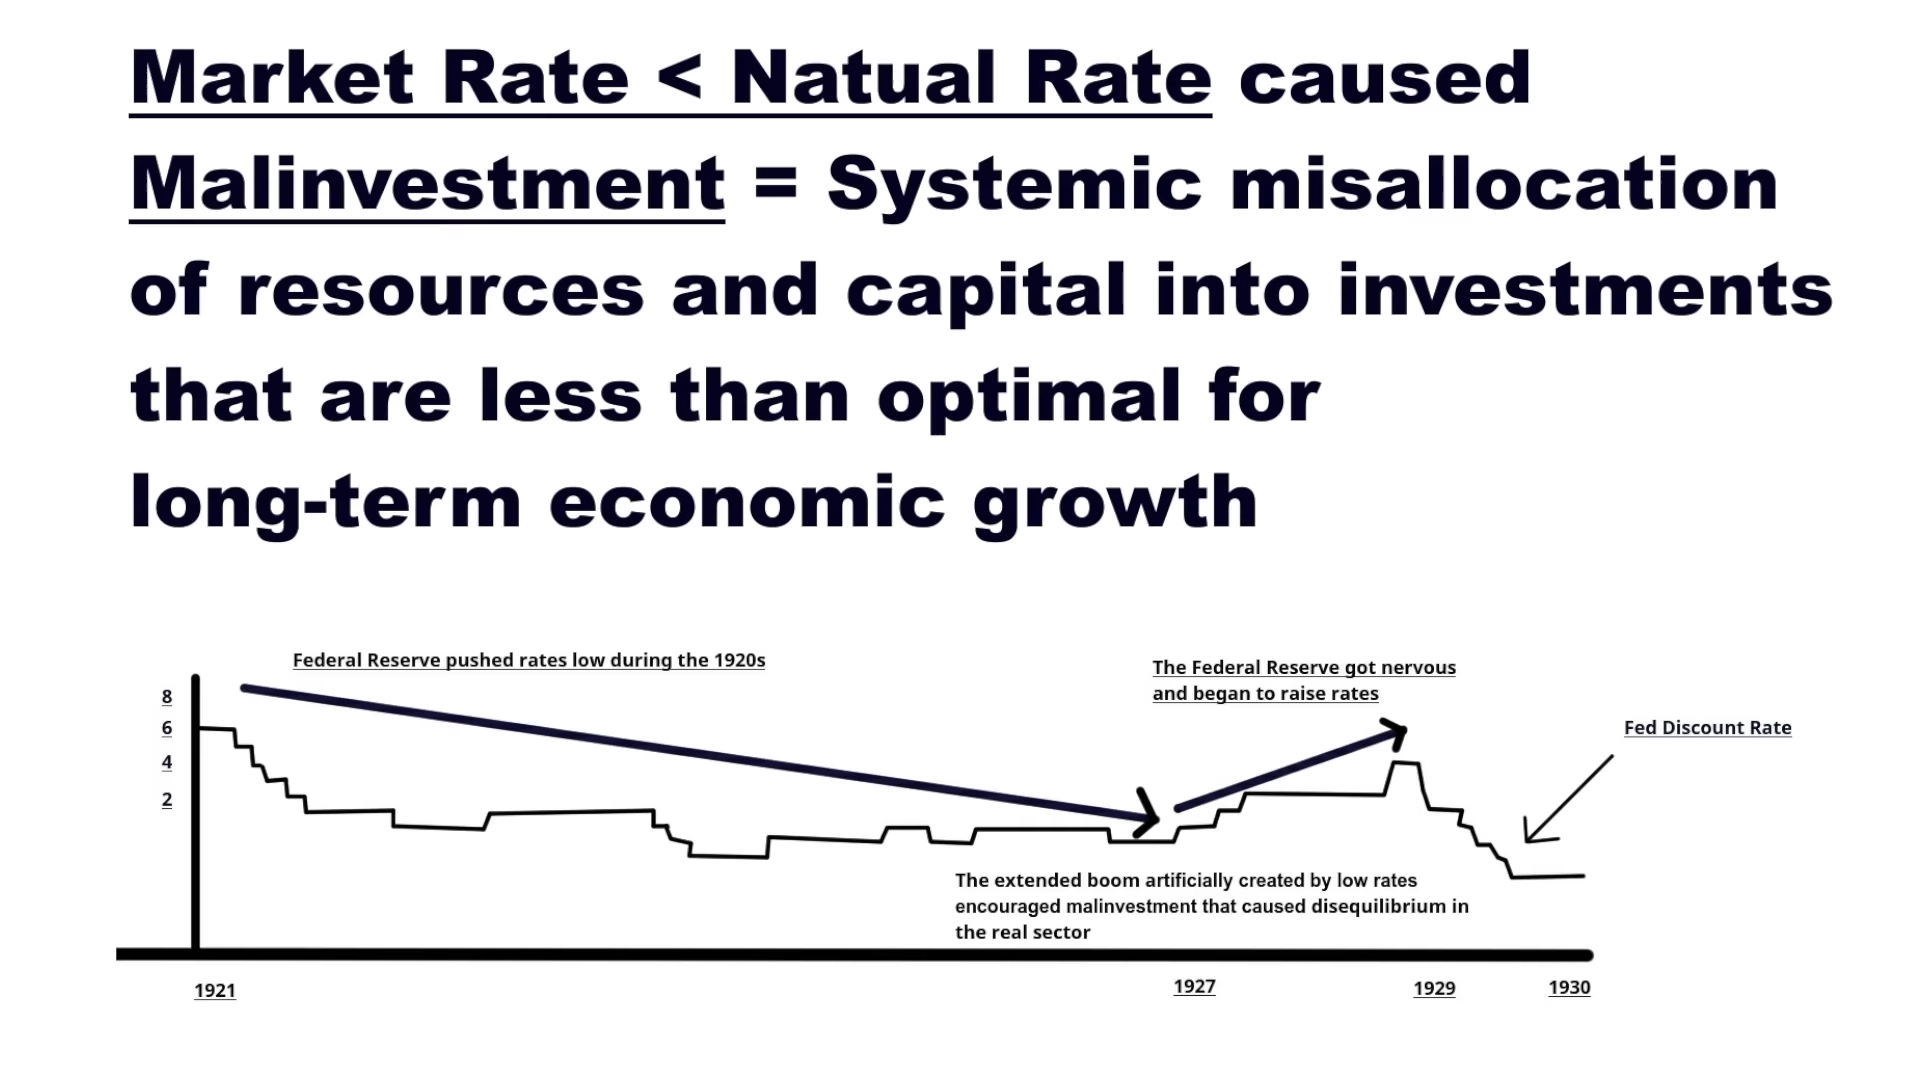 Market Rate < Natual Rate caused
Malinvestment = Systemic misallocation
of resources and capital into investments
that are less than optimal for
long-term economic growth
Federal Reserve pushed rates low during the 1920s
The Federal Reserve got nervous
and began to raise rates
Fed Discount Rate
8
6
4
2
The extended boom artificially created by low rates
encouraged malinvestment that caused disequilibrium in
the real sector
1921
1927
1929
1930